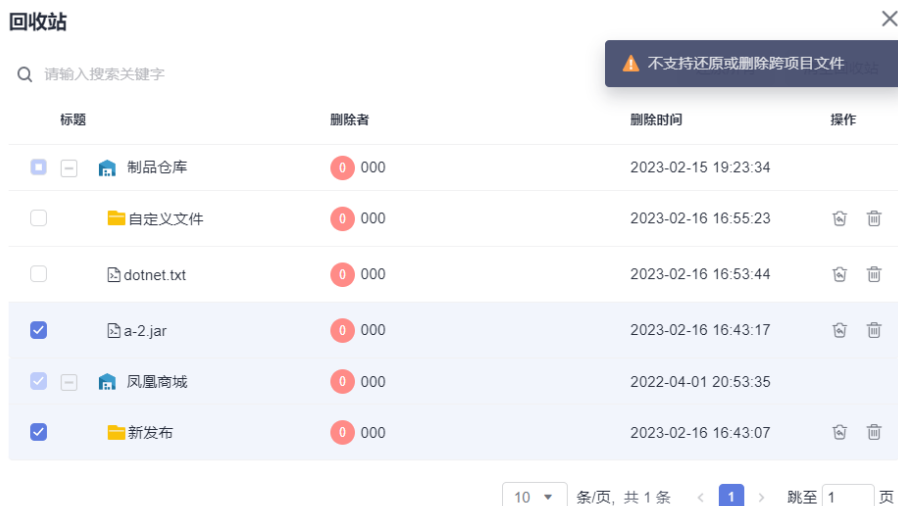 回收站
请输入搜索关键字
不支持还原或删除跨项目文件
标题 删除者 删除时间 操作
制品仓库 0 000 2023-02-15 19:23:34
自定义文件 0 000 2023-02-16 16:55:23
dotnet.txt 0 000 2023-02-16 16:53:44
a-2.jar 0 000 2023-02-16 16:43:17
凤凰商城 0 000 2022-04-01 20:53:35
新发布 0 000 2023-02-16 16:43:07
10 条/页, 共 1 条 < 1 > 跳至 1 页